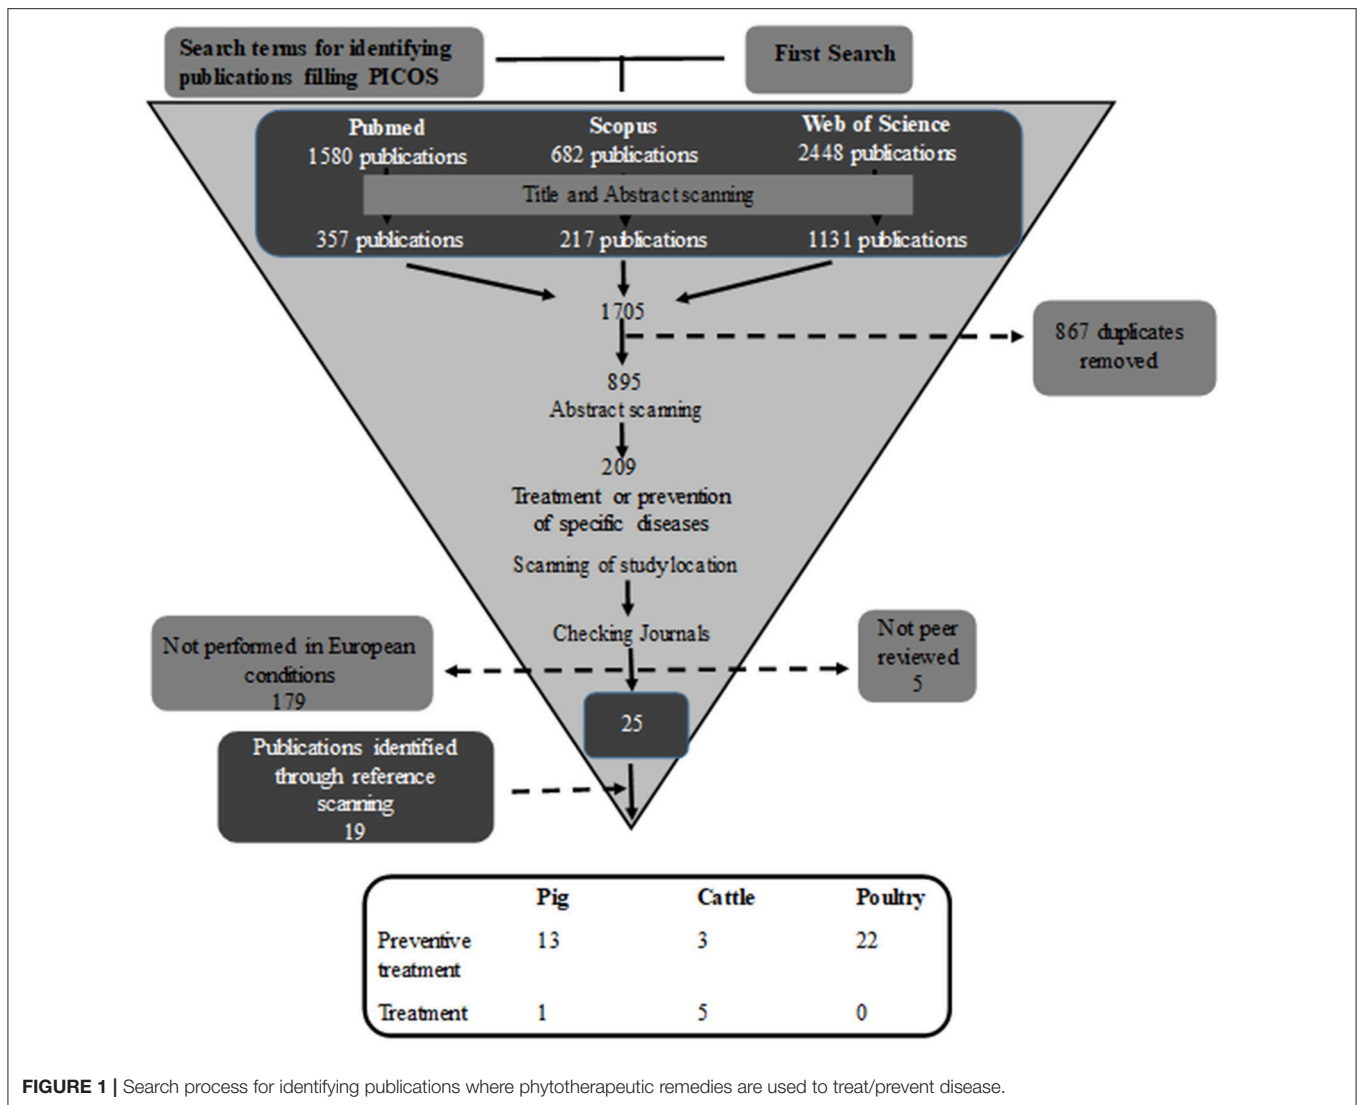 Search terms for identifying
publications filling PICOS
First Search
Pubmed
1580 publications
Scopus
682 publications
Web of Science
2448 publications
Title and Abstract scanning
357 publications
217 publications
1131 publications
1705
867 duplicates
removed
895
Abstract scanning
209
Treatment or prevention
of specific diseases
Scanning of study location
Checking Journals
Not performed in European
conditions
179
Not peer
reviewed
5
25
Publications identified
through reference
scanning
19
Pig Cattle Poultry
Preventive 13 3 22
treatment
Treatment 1 5 0
FIGURE 1 | Search process for identifying publications where phytotherapeutic remedies are used to treat/prevent disease.